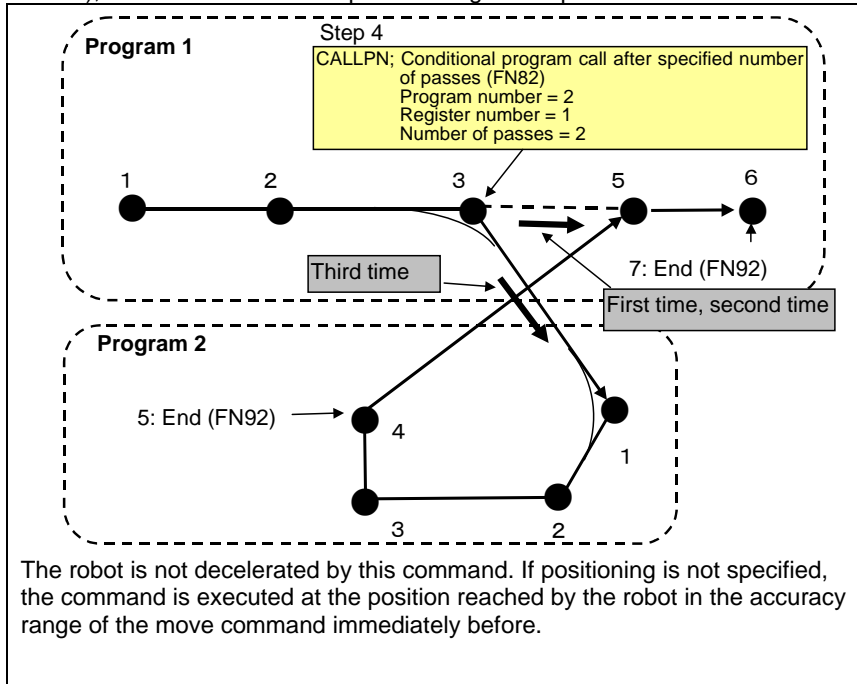 Program 1
Step 4
CALLPN; Conditional program call after specified number
of passes (FN82)
Program number = 2
Register number = 1
Number of passes = 2
1
2
3
5
6
7: End (FN92)
Third time
First time, second time
Program 2
5: End (FN92)
4
1
3
2
The robot is not decelerated by this command. If positioning is not specified,
the command is executed at the position reached by the robot in the accuracy
range of the move command immediately before.